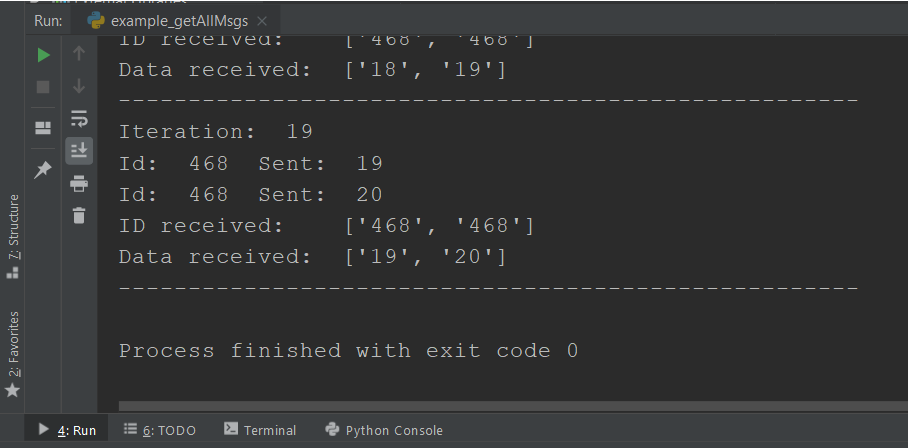 Run: example_getAllMsgs
ID received: ['468', '468']
Data received: ['18', '19']
-----------------------------------------------------
Iteration: 19
Id: 468 Sent: 19
Id: 468 Sent: 20
ID received: ['468', '468']
Data received: ['19', '20']
-----------------------------------------------------
Process finished with exit code 0
7: Structure
2: Favorites
4: Run 6: TODO Terminal Python Console